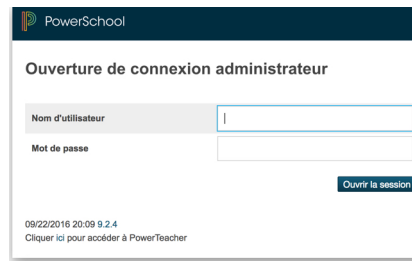 PowerSchool
Ouverture de connexion administrateur
Nom d'utilisateur
Mot de passe
Ouvrir la session
09/22/2016 20:09 9.2.4
Cliquer ici pour accéder à PowerTeacher